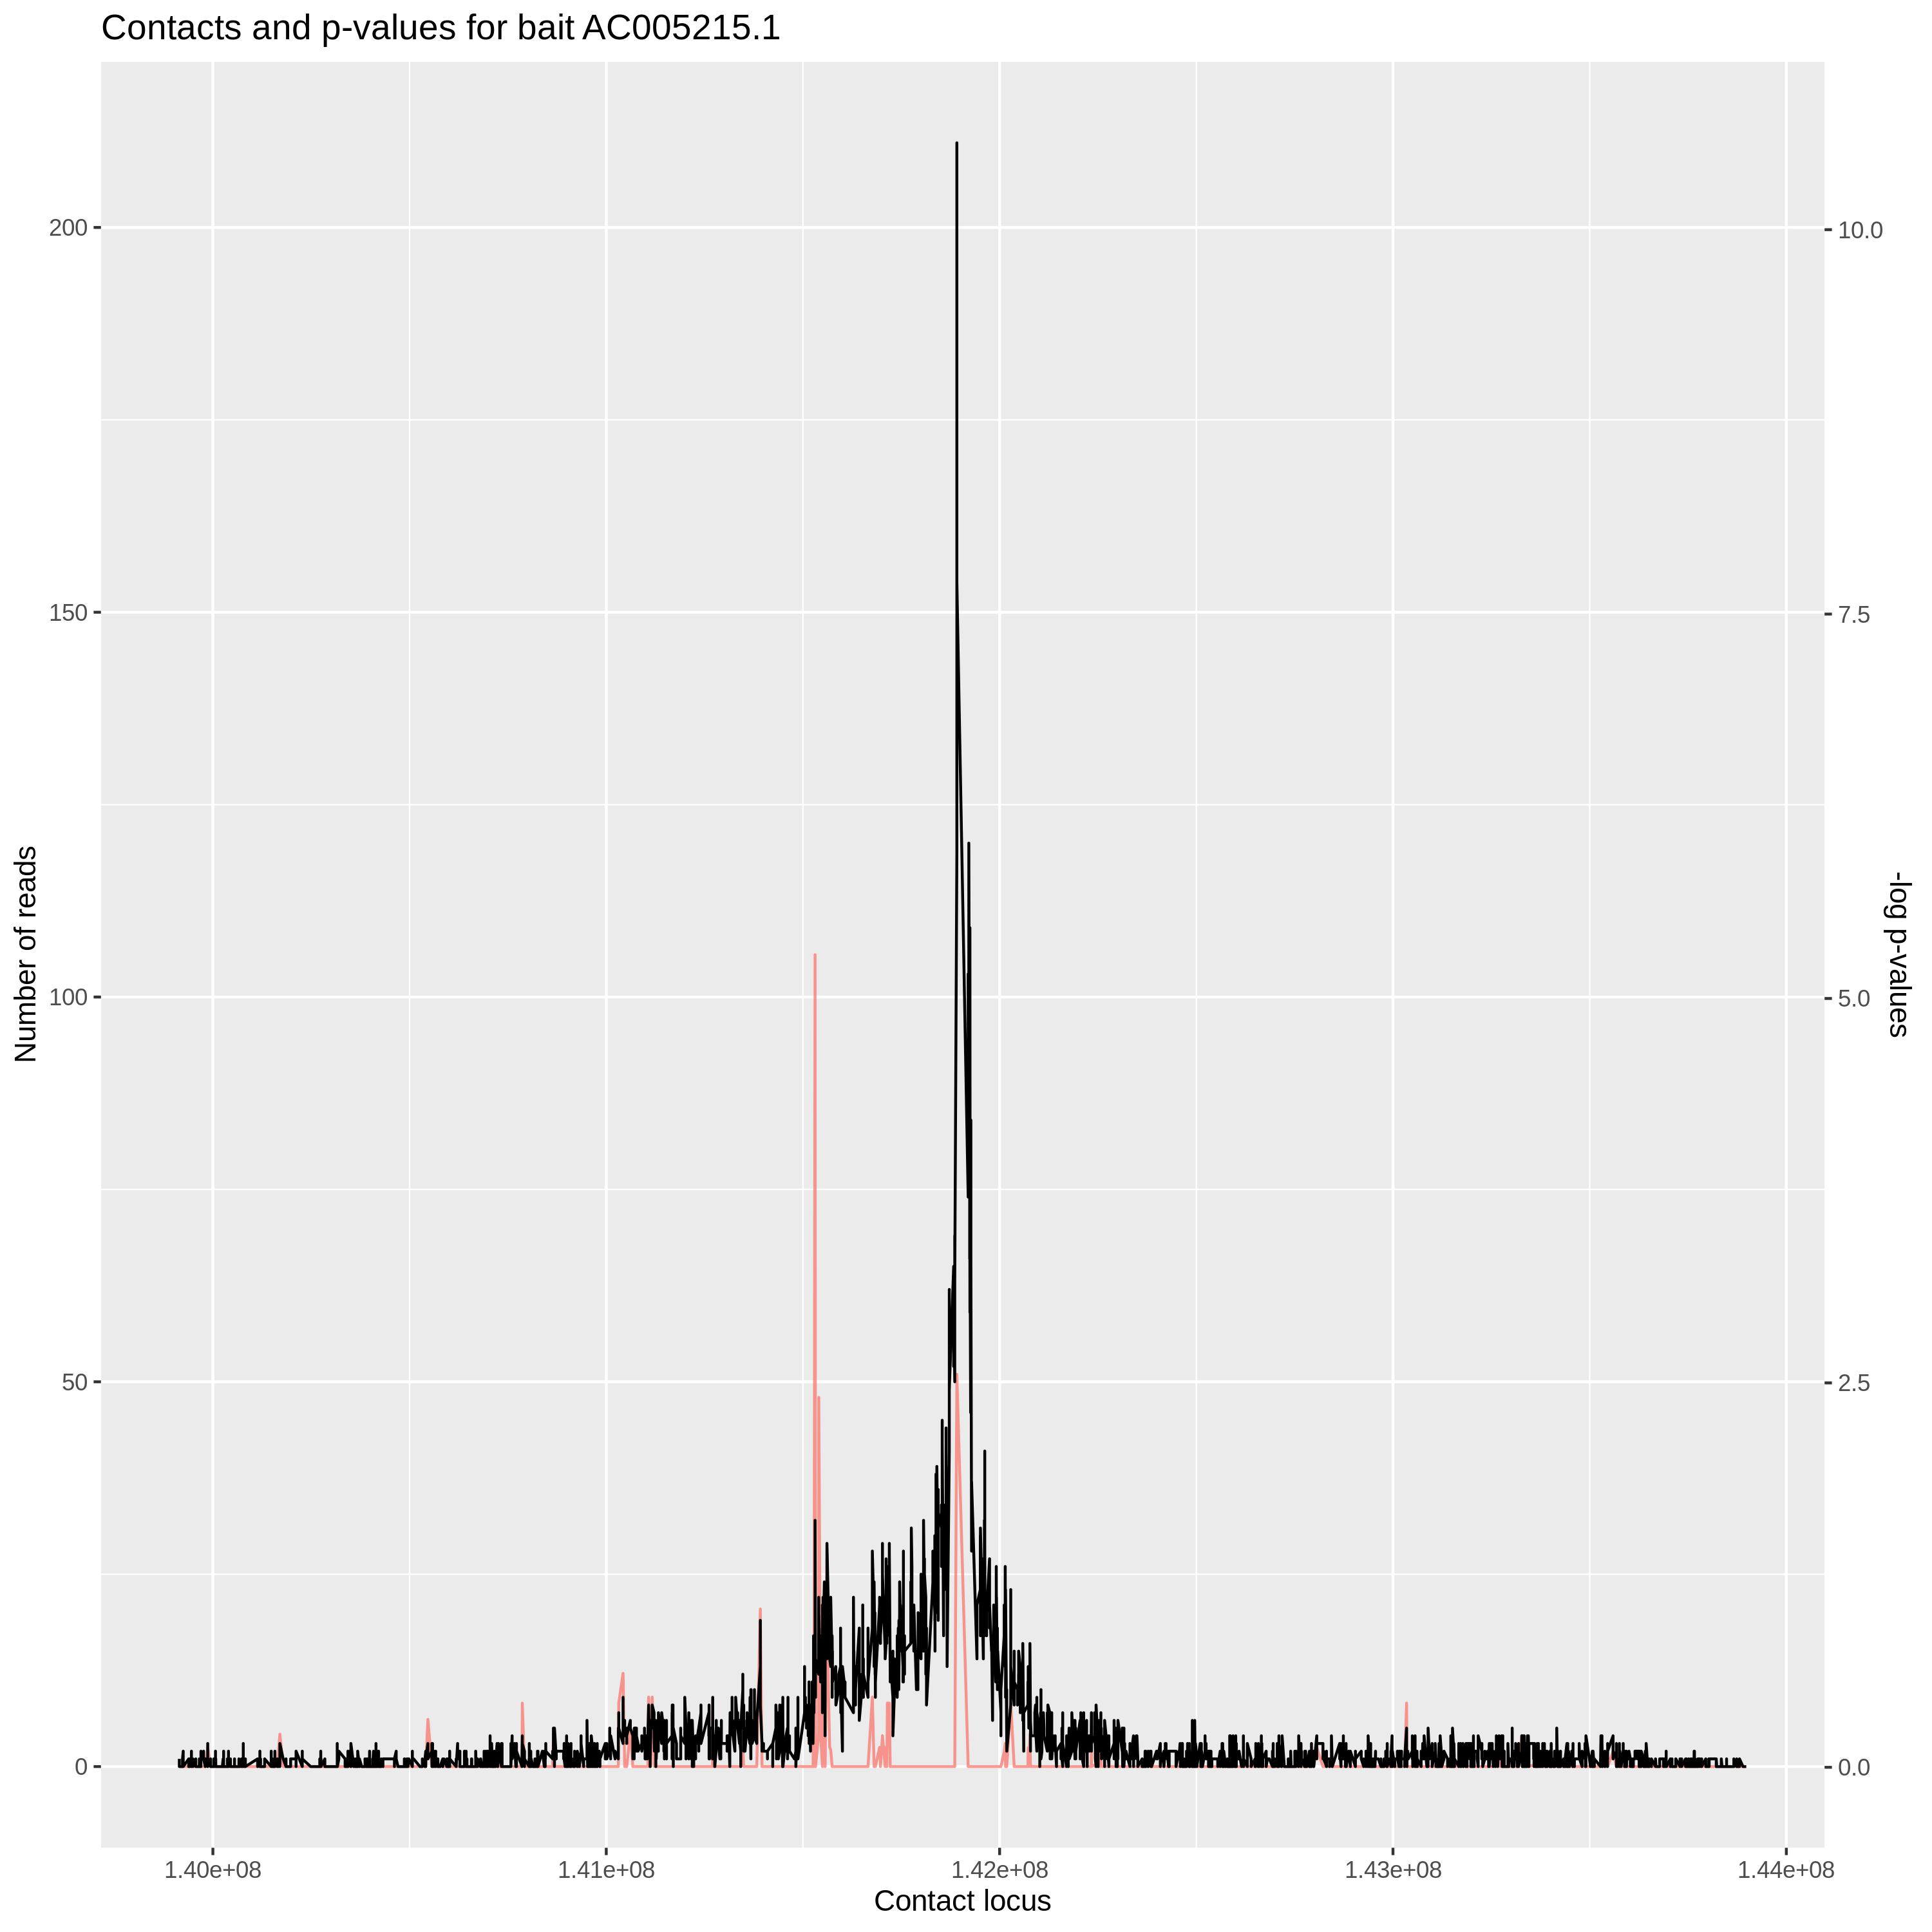 Contacts and p-values for bait AC005215.1
200
150
100
50
0
Number of reads
10.0
7.5
5.0
2.5
0.0
-log p-values
1.40e+08
1.41e+08
1.42e+08
1.43e+08
1.44e+08
Contact locus